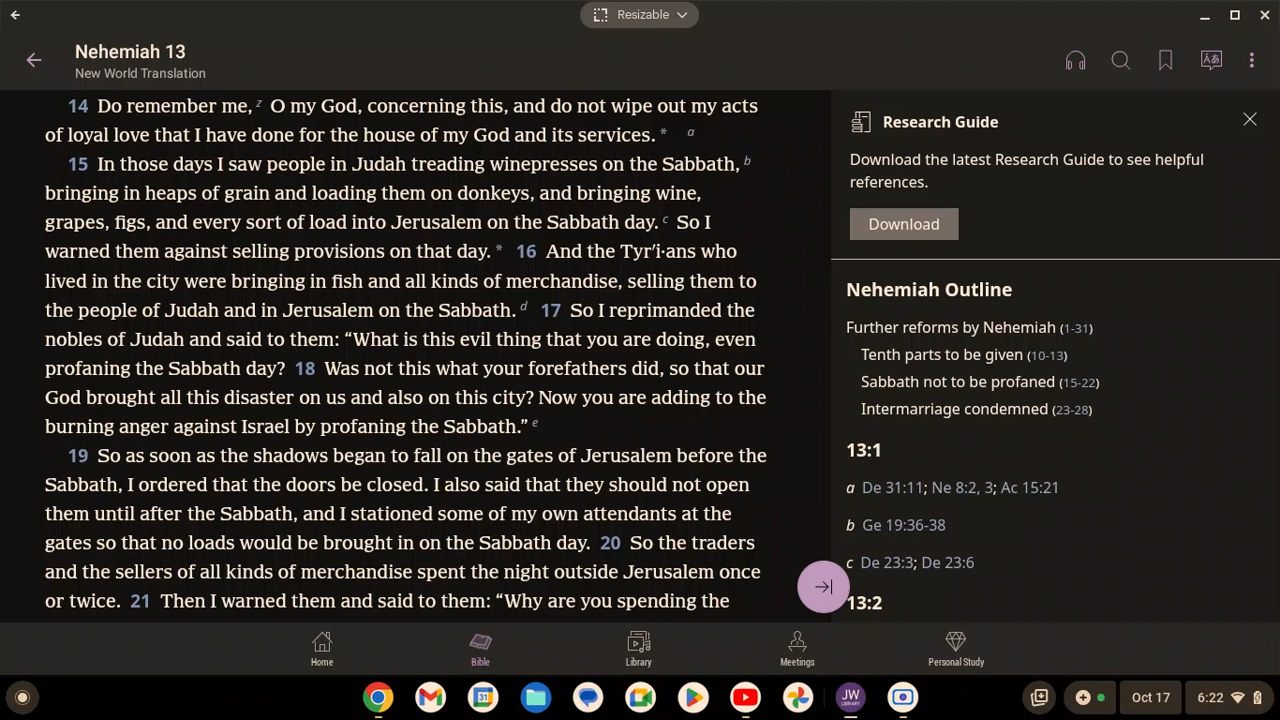 Resizable
Nehemiah 13
New World Translation
14 Do remember me, z O my God, concerning this, and do not wipe out my acts
of loyal love that I have done for the house of my God and its services. * a
15 In those days I saw people in Judah treading winepresses on the Sabbath, b
bringing in heaps of grain and loading them on donkeys, and bringing wine,
grapes, figs, and every sort of load into Jerusalem on the Sabbath day. c So I
warned them against selling provisions on that day. * 16 And the Tyrʹi·ans who
lived in the city were bringing in fish and all kinds of merchandise, selling them to
the people of Judah and in Jerusalem on the Sabbath. d 17 So I reprimanded the
nobles of Judah and said to them: “What is this evil thing that you are doing, even
profaning the Sabbath day? 18 Was not this what your forefathers did, so that our
God brought all this disaster on us and also on this city? Now you are adding to the
burning anger against Israel by profaning the Sabbath.” e
19 So as soon as the shadows began to fall on the gates of Jerusalem before the
Sabbath, I ordered that the doors be closed. I also said that they should not open
them until after the Sabbath, and I stationed some of my own attendants at the
gates so that no loads would be brought in on the Sabbath day. 20 So the traders
and the sellers of all kinds of merchandise spent the night outside Jerusalem once
or twice. 21 Then I warned them and said to them: “Why are you spending the
Research Guide
Download the latest Research Guide to see helpful
references.
Download
Nehemiah Outline
Further reforms by Nehemiah (1-31)
Tenth parts to be given (10-13)
Sabbath not to be profaned (15-22)
Intermarriage condemned (23-28)
13:1
a De 31:11; Ne 8:2, 3; Ac 15:21
b Ge 19:36-38
c De 23:3; De 23:6
13:2
Home
Bible
Library
Meetings
Personal Study
31
JW
LIBRARY
Oct 17
6:22